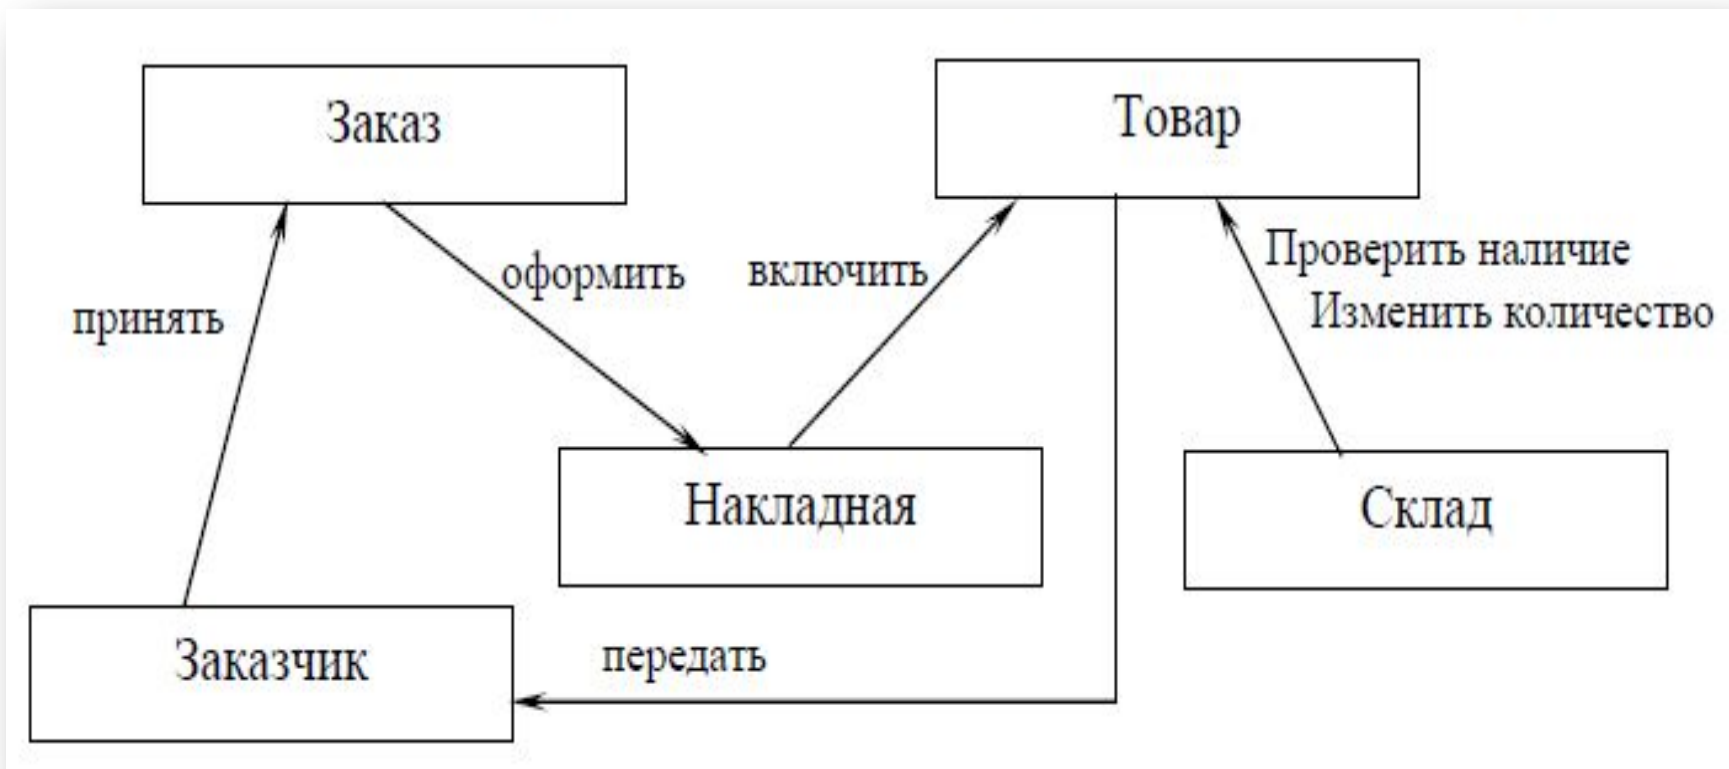 Заказ
Товар
оформить
включить
Проверить наличие
Изменить количество
принять
Накладная
Склад
Заказчик
передать